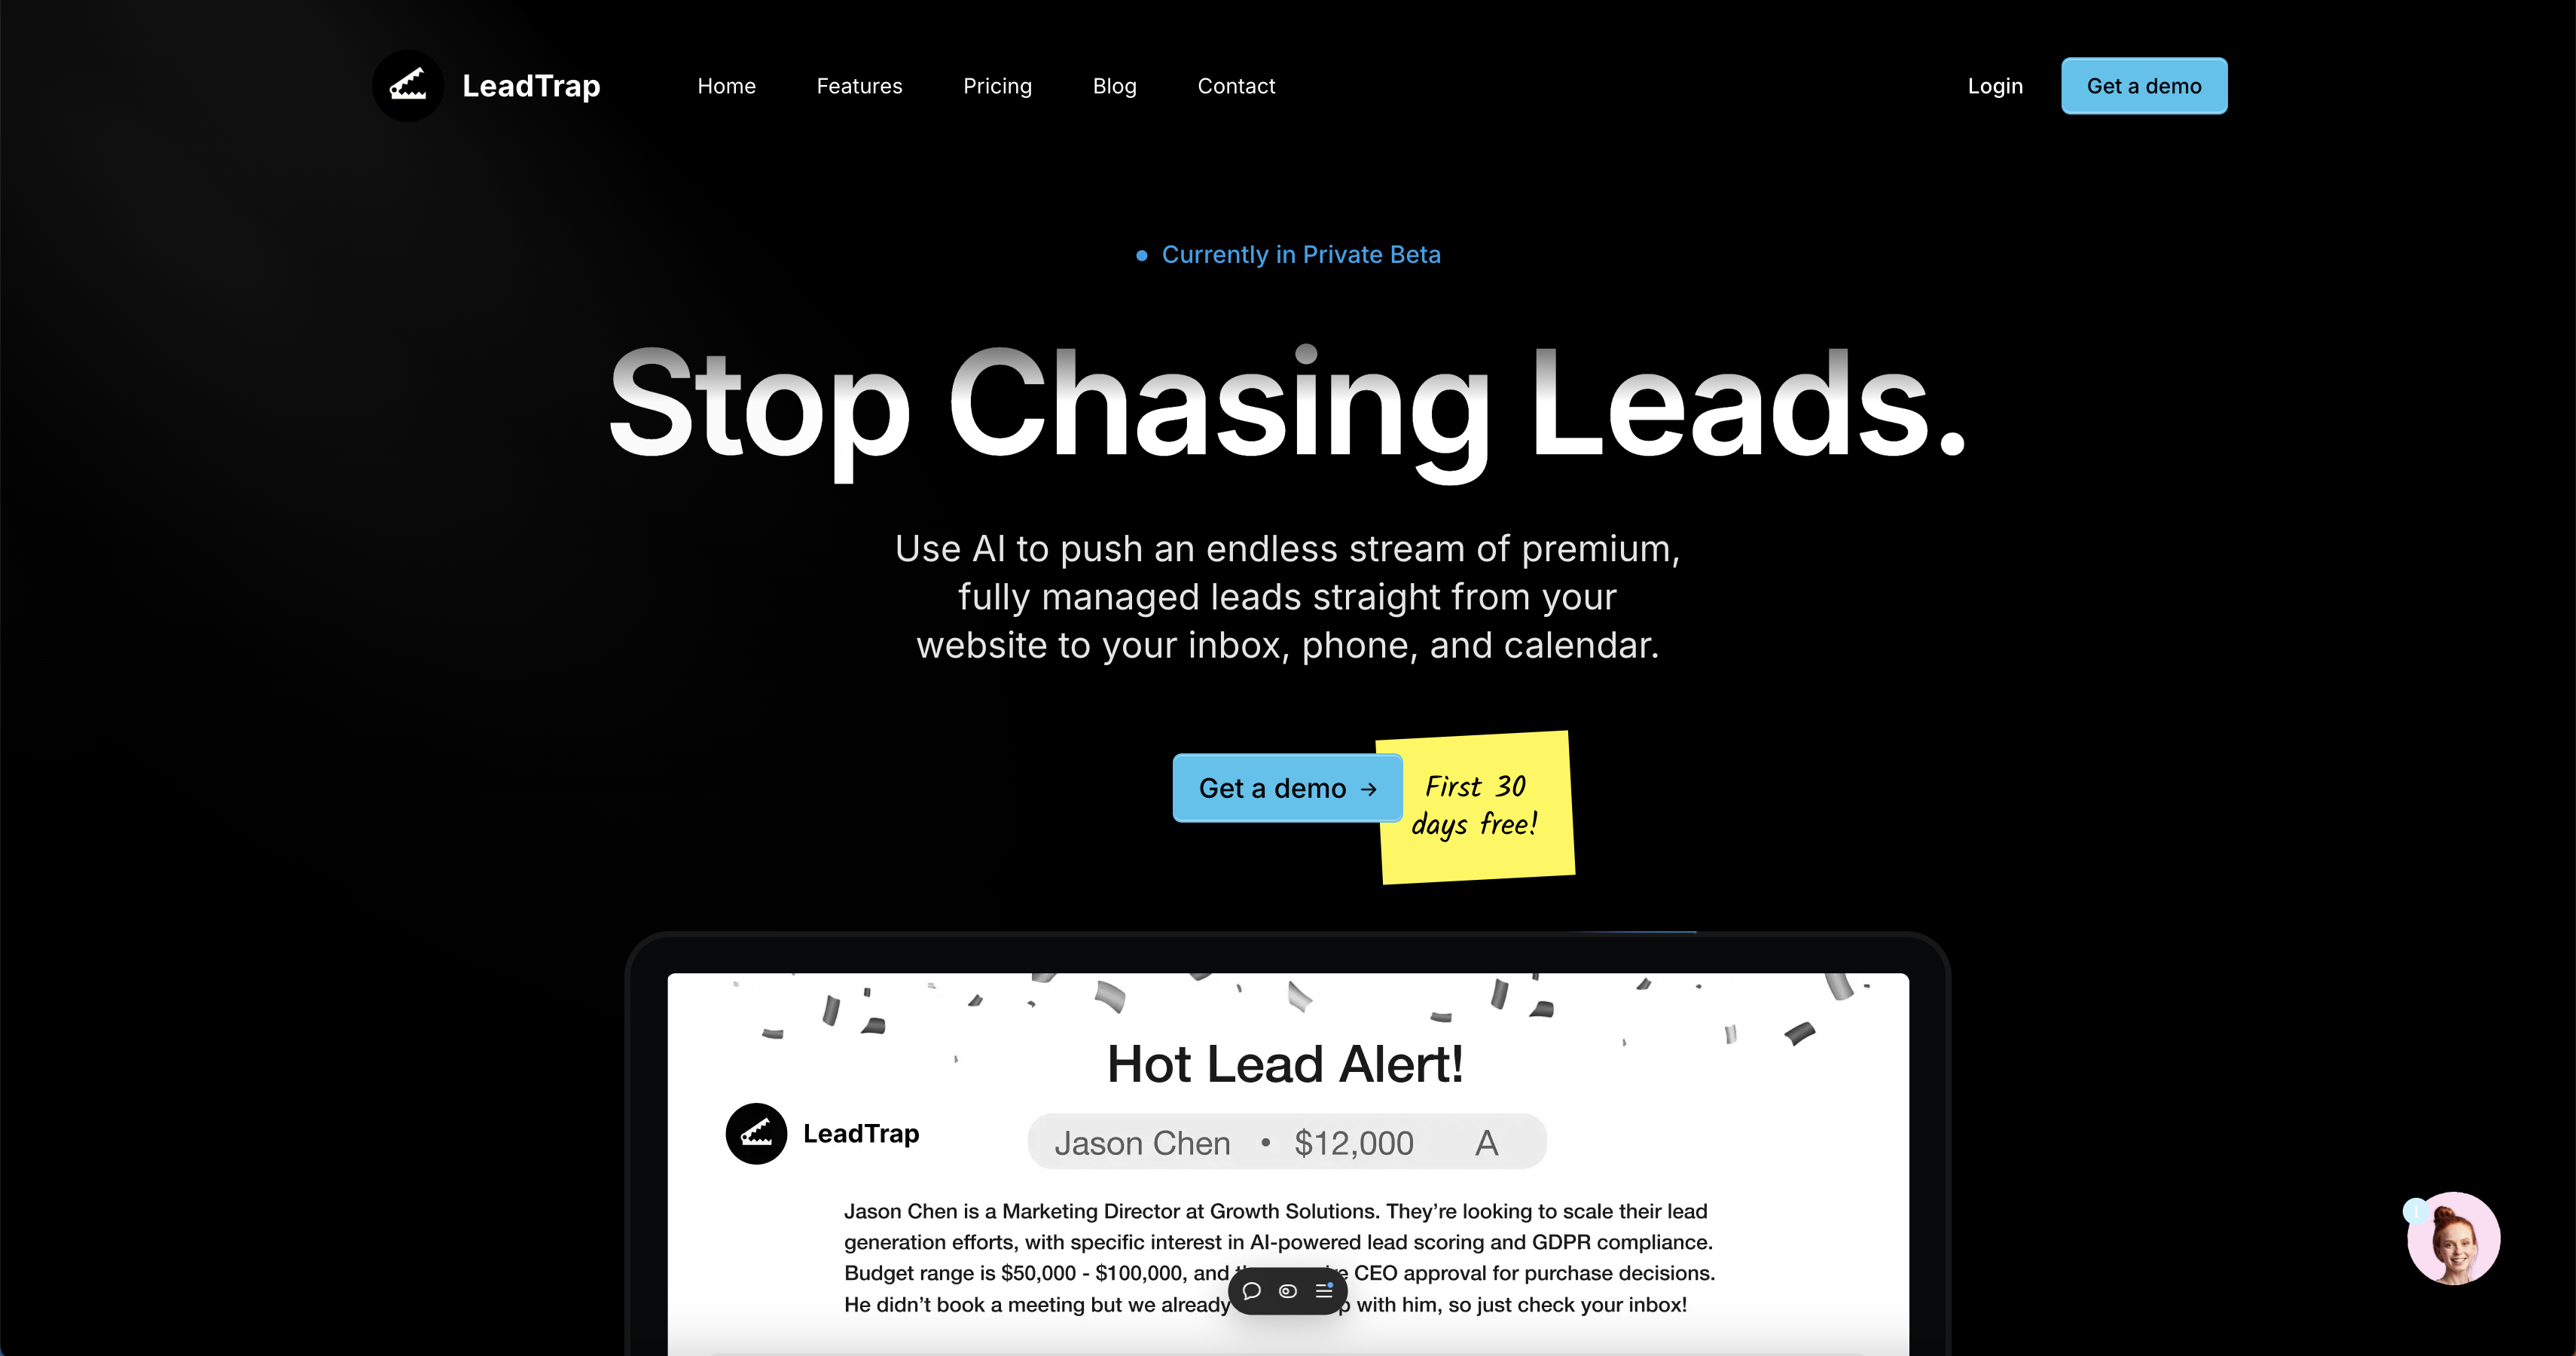 LeadTrap
Home
Features
Pricing
Blog
Contact
Login
Get a demo
Currently in Private Beta
Stop Chasing Leads.
Use AI to push an endless stream of premium,
fully managed leads straight from your
website to your inbox, phone, and calendar.
Get a demo →
First 30
days free!
Hot Lead Alert!
LeadTrap
Jason Chen • $12,000 A
Jason Chen is a Marketing Director at Growth Solutions. They’re looking to scale their lead
generation efforts, with specific interest in AI-powered lead scoring and GDPR compliance.
Budget range is $50,000 - $100,000, and CEO approval for purchase decisions.
He didn’t book a meeting but we already with him, so just check your inbox!
1